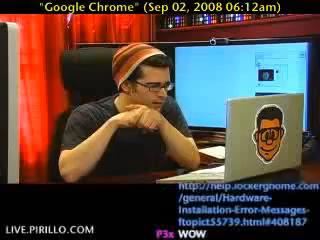 "Google Chrome" (Sep 02, 2008 06:12am)
http://help.lockergnome.com
/general/Hardware-
Installation-Error-Messages-
ftopict55739.html#408187
LIVE.PIRILLO.COM
P3x WOW